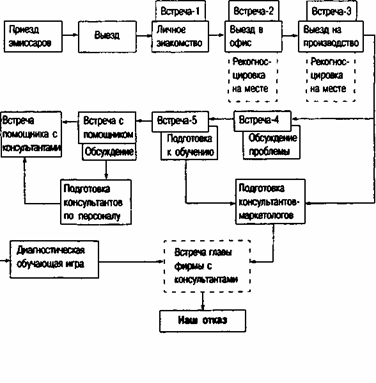 Встреча-1
Встреча-2
Встреча-3
Приезд
эмиссаров
Выезд
Личное
знакомство
Выезд в
офис
Выезд на
производство
Рекогнос-
цировка
на месте
Рекогнос-
цировка
на месте
Встреча
помощника с
консультантами
Встреча с
помощником
Обсуждение
Встреча-5
Подготовка
к обучению
Встреча-4
Обсуждение
проблемы
Подготовка
консультантов
по персоналу
Подготовка
консультантов-
маркетологов
Диагностическая
обучающая игра
Встреча главы
фирмы с
консультантами
Наш отказ